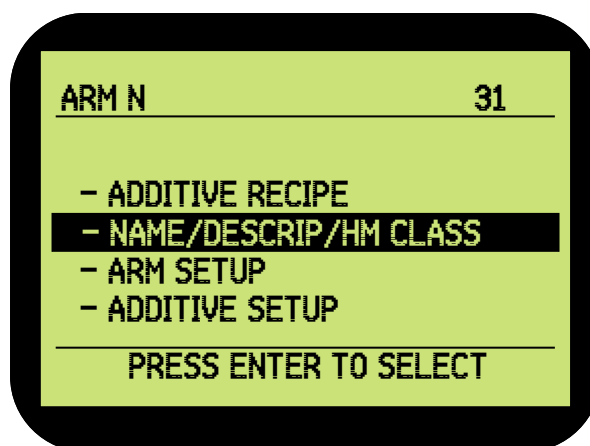 ARM N 31
- ADDITIVE RECIPE
- NAME/DESCRIP/HM CLASS
- ARM SETUP
- ADDITIVE SETUP
PRESS ENTER TO SELECT